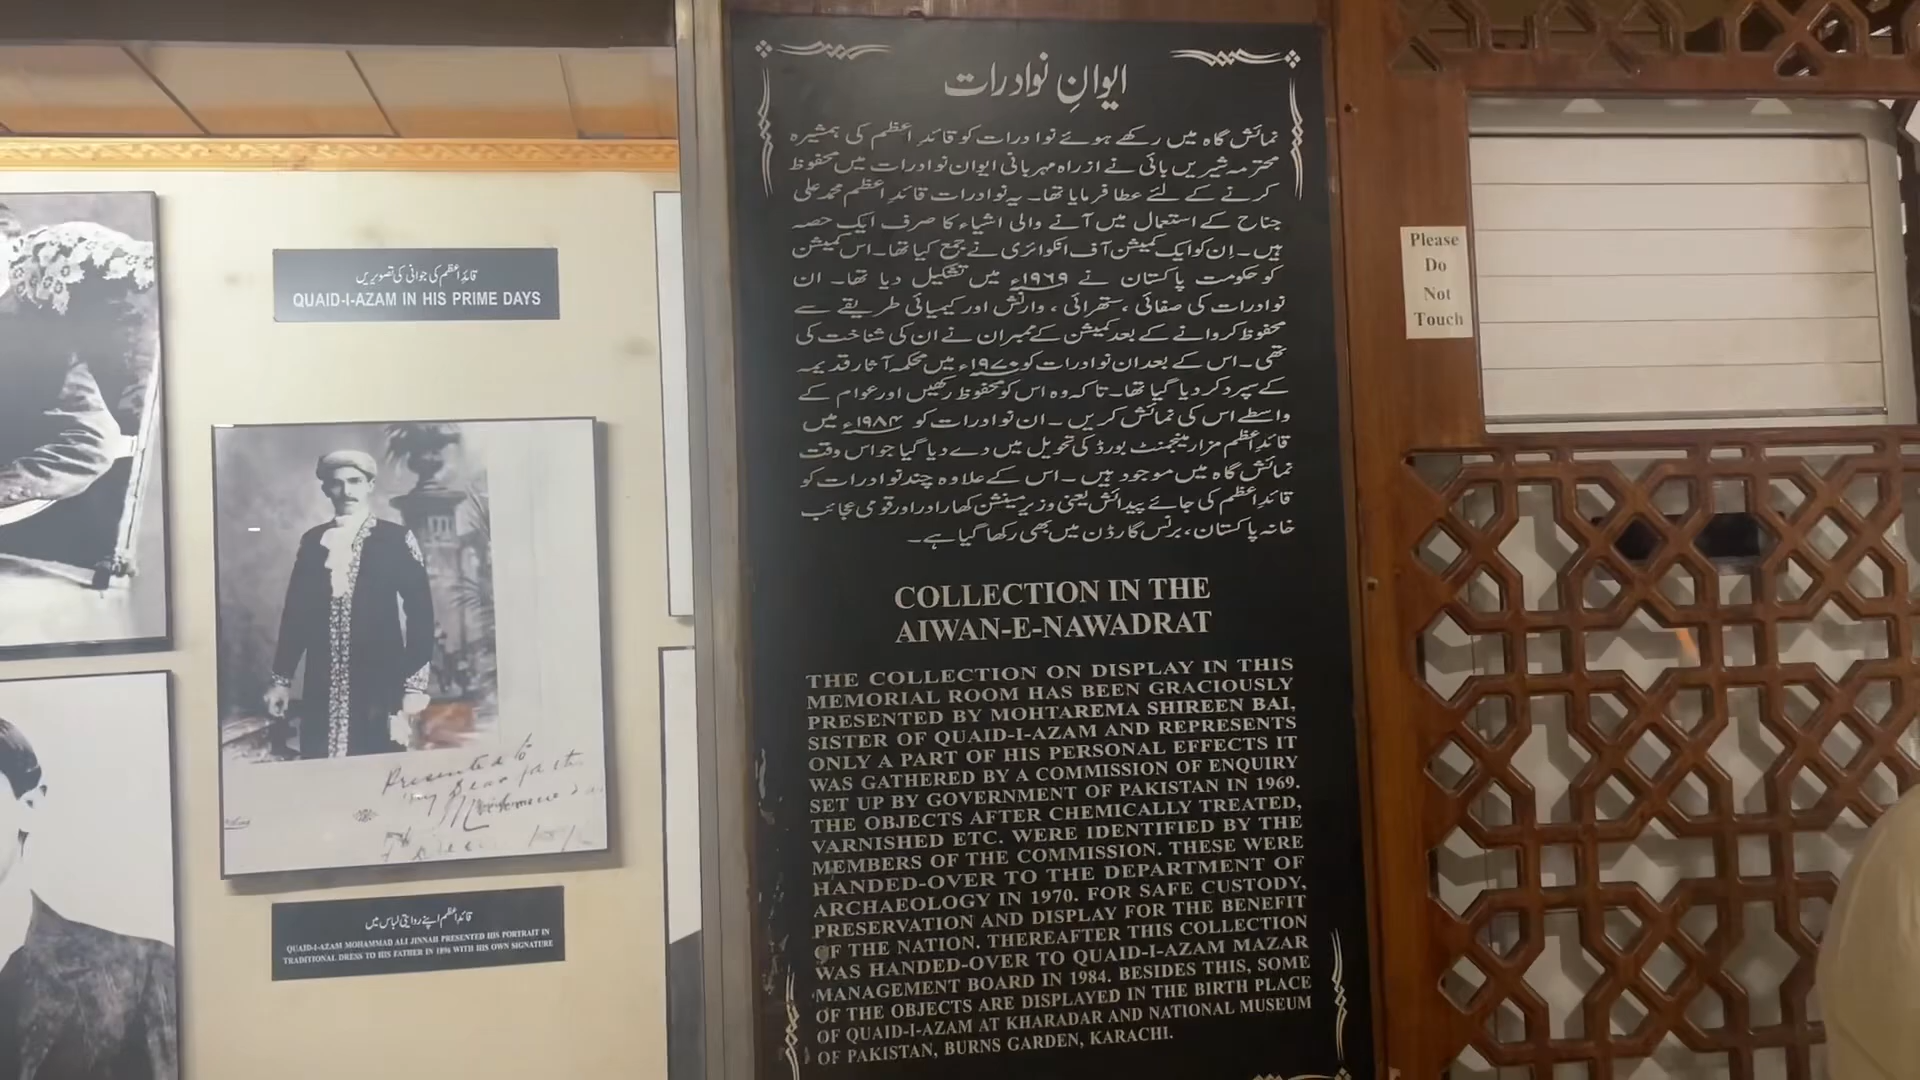 قائدِاعظم کی جوانی کی تصویریں
QUAID-I-AZAM IN HIS PRIME DAYS
Presented to
my Dear
قائدِاعظم اپنے روایتی لباس میں
QUAID-I-AZAM MOHAMMAD ALI JINNAH PRESENTED HIS PORTRAIT IN
TRADITIONAL DRESS TO HIS FATHER IN 1896 WITH HIS OWN SIGNATURE
ایوانِ نوادرات
نمائش گاہ میں رکھے ہوئے نوادرات کو قائدِ اعظم کی ہمشیرہ
محترمہ شیریں بائی نے ازراہ مہربانی ایوان نوادرات میں محفوظ
کرنے کے لئے عطا فرمایا تھا۔ یہ نوادرات قائدِ اعظم محمد علی
جناح کے استعمال میں آنے والی اشیاء کا صرف ایک حصہ
ہیں۔ اِن کو ایک کمیشن آف انکوائری نے جمع کیا تھا۔ اس کمیشن
کو حکومت پاکستان نے ۱۹۶۹ء میں تشکیل دیا تھا۔ ان
نوادرات کی صفائی ، ستھرائی ، وارنش اور کیمیائی طریقے سے
محفوظ کروانے کے بعد کمیشن کے ممبران نے ان کی شناخت کی
تھی۔ اس کے بعد ان نوادرات کو ۱۹۷۰ء میں محکمہ آثار قدیمہ
کے سپرد کر دیا گیا تھا۔ تاکہ وہ اس کو محفوظ رکھیں اور عوام کے
واسطے اس کی نمائش کریں ۔ ان نوادرات کو ۱۹۸۴ء میں
قائدِ اعظم مزار مینجمنٹ بورڈ کی تحویل میں دے دیا گیا جو اس وقت
نمائش گاہ میں موجود ہیں ۔ اس کے علاوہ چند نوادرات کو
قائدِ اعظم کی جائے پیدائش یعنی وزیر مینشن کھارادر اور قومی عجائب
خانہ پاکستان، برنس گارڈن میں بھی رکھا گیا ہے۔
COLLECTION IN THE
AIWAN-E-NAWADRAT
THE COLLECTION ON DISPLAY IN THIS
MEMORIAL ROOM HAS BEEN GRACIOUSLY
PRESENTED BY MOHTAREMA SHIREEN BAI,
SISTER OF QUAID-I-AZAM AND REPRESENTS
ONLY A PART OF HIS PERSONAL EFFECTS IT
WAS GATHERED BY A COMMISSION OF ENQUIRY
SET UP BY GOVERNMENT OF PAKISTAN IN 1969.
THE OBJECTS AFTER CHEMICALLY TREATED,
VARNISHED ETC. WERE IDENTIFIED BY THE
MEMBERS OF THE COMMISSION. THESE WERE
HANDED-OVER TO THE DEPARTMENT OF
ARCHAEOLOGY IN 1970. FOR SAFE CUSTODY,
PRESERVATION AND DISPLAY FOR THE BENEFIT
OF THE NATION. THEREAFTER THIS COLLECTION
WAS HANDED-OVER TO QUAID-I-AZAM MAZAR
MANAGEMENT BOARD IN 1984. BESIDES THIS, SOME
OF THE OBJECTS ARE DISPLAYED IN THE BIRTH PLACE
OF QUAID-I-AZAM AT KHARADAR AND NATIONAL MUSEUM
OF PAKISTAN, BURNS GARDEN, KARACHI.
Please
Do
Not
Touch